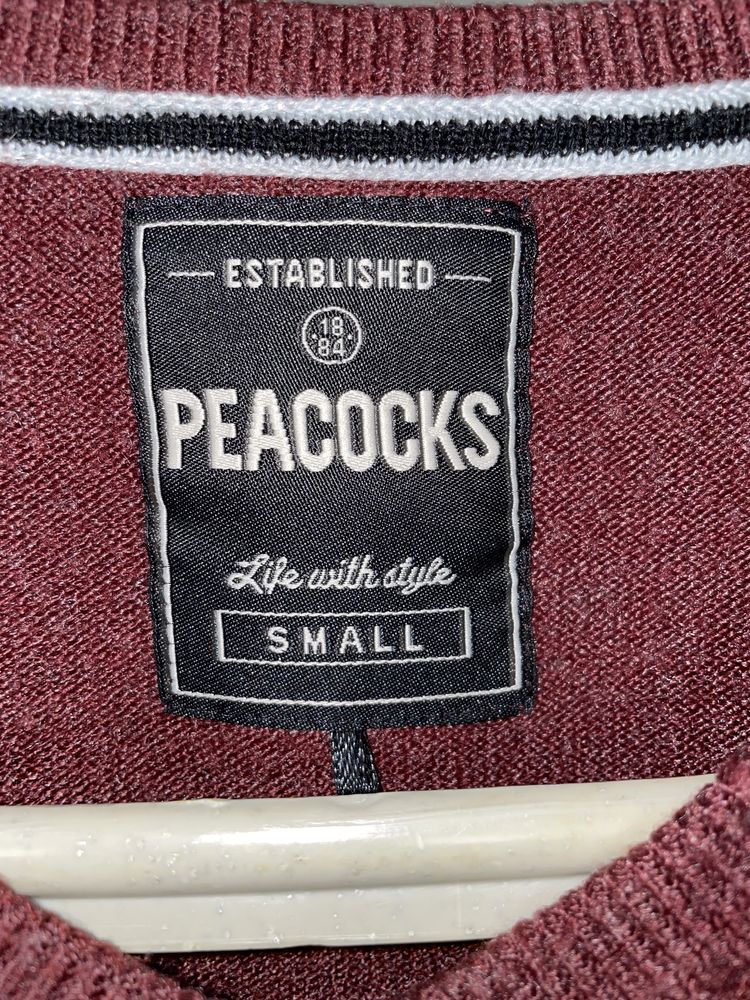 ESTABLISHED
18
84
PEACOCKS
Life with style
SMALL